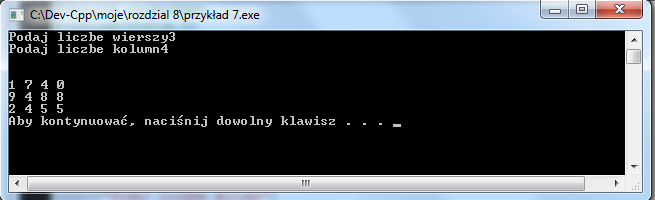 C:\Dev-Cpp\moje\rozdzial 8\przykład 7.exe
Podaj liczbe wierszy3
Podaj liczbe kolumn4
1 7 4 0
9 4 8 8
2 4 5 5
Aby kontynuować, naciśnij dowolny klawisz . . . _